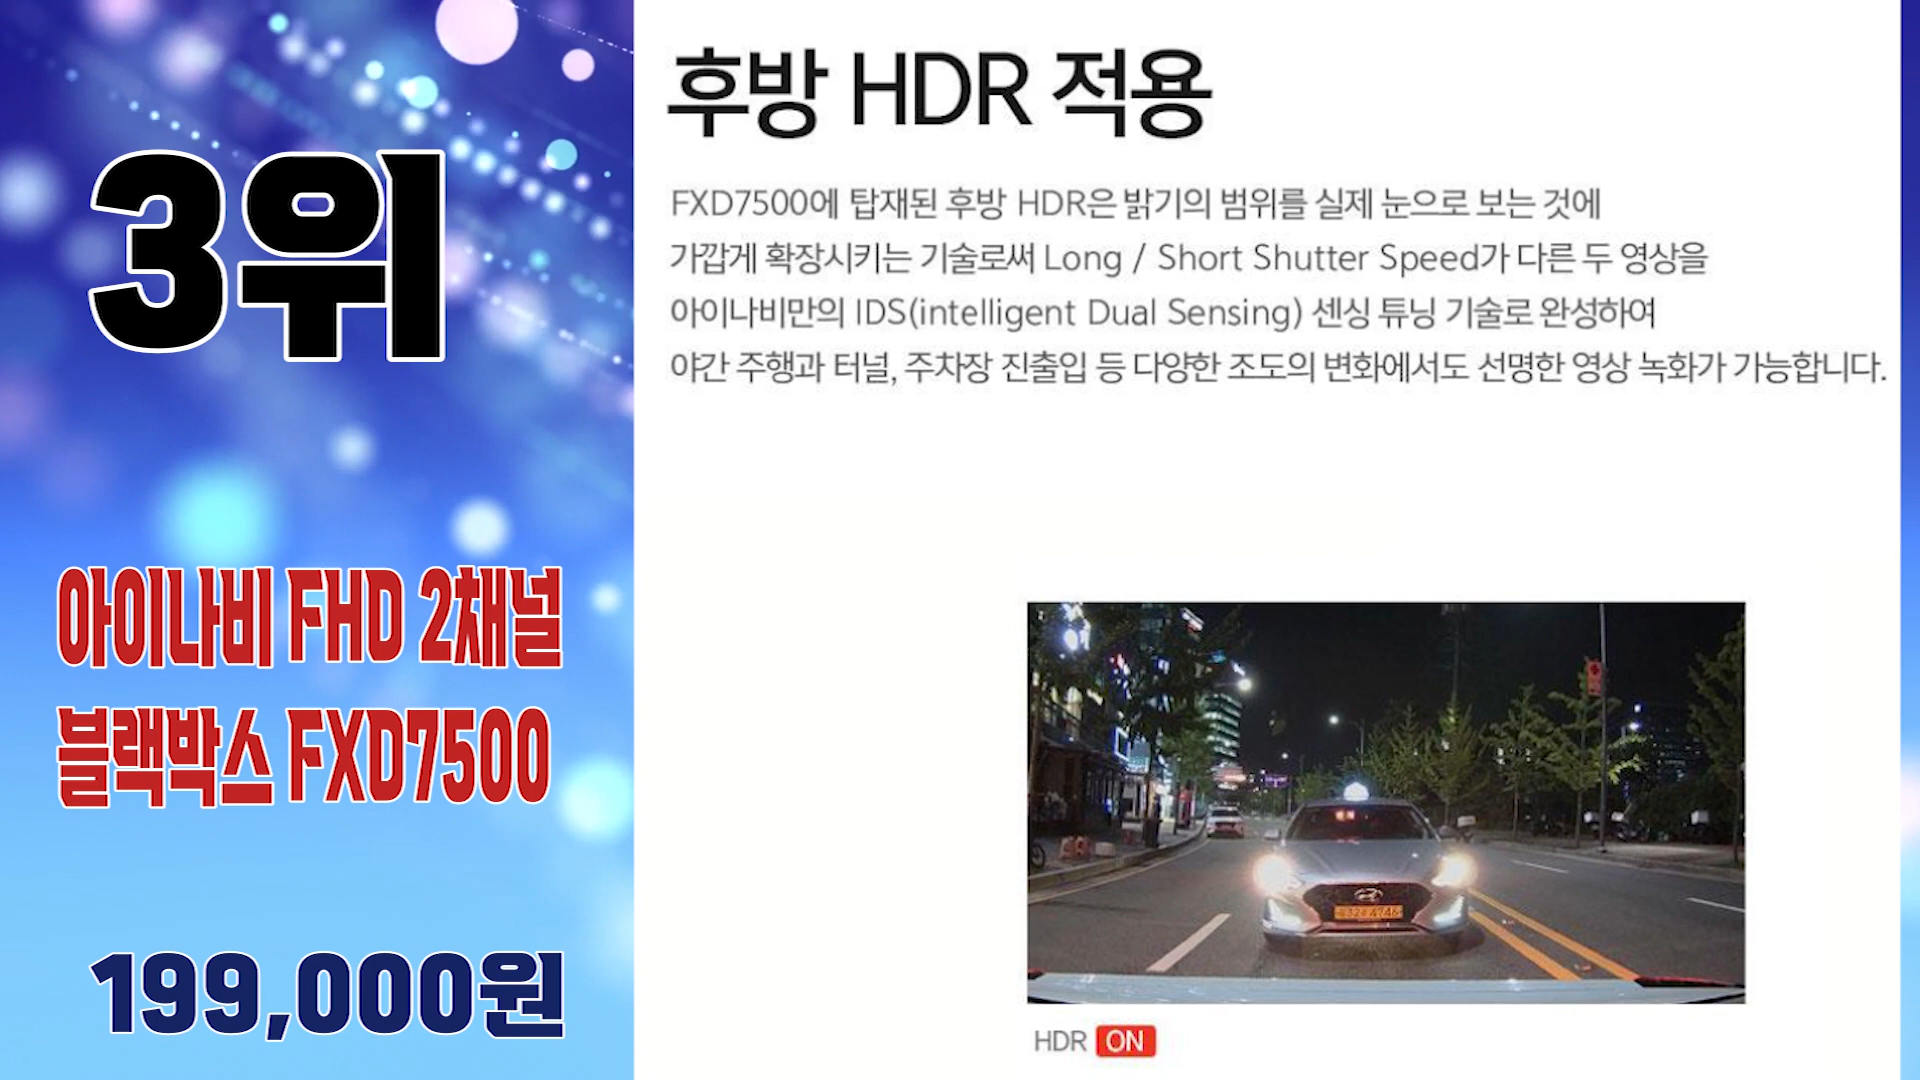 3위
아이나비 FHD 2채널
블랙박스 FXD7500
199,000원
후방 HDR 적용
FXD7500에 탑재된 후방 HDR은 밝기의 범위를 실제 눈으로 보는 것에
가깝게 확장시키는 기술로써 Long / Short Shutter Speed가 다른 두 영상을
아이나비만의 IDS(intelligent Dual Sensing) 센싱 튜닝 기술로 완성하여
야간 주행과 터널, 주차장 진출입 등 다양한 조도의 변화에서도 선명한 영상 녹화가 가능합니다.
HDR ON